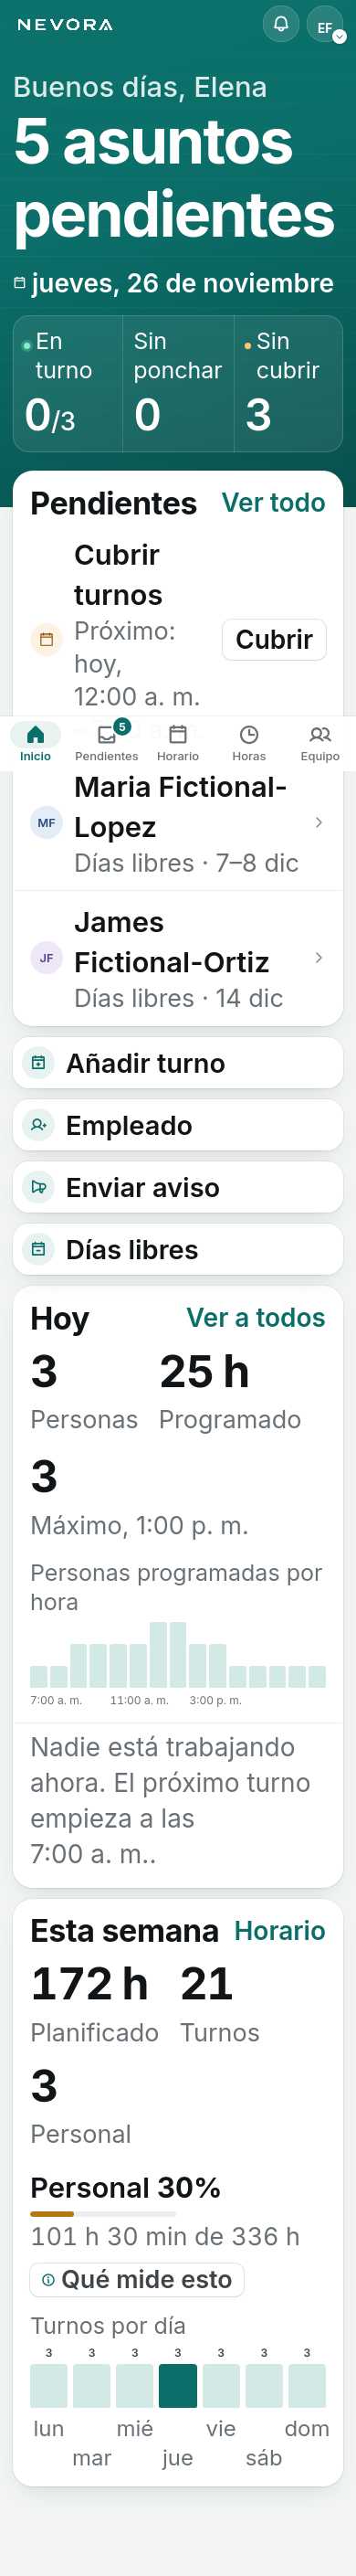 NEVORA
EF
Buenos días, Elena
5 asuntos
pendientes
jueves, 26 de noviembre
En
turno
0/3
Sin
ponchar
0
Sin
cubrir
3
Pendientes
Ver todo
Cubrir
turnos
Próximo:
hoy,
12:00 a. m.
Cubrir
Inicio
5
Pendientes
Horario
Horas
Equipo
MF
Maria Fictional-
Lopez
Días libres · 7–8 dic
JF
James
Fictional-Ortiz
Días libres · 14 dic
Añadir turno
Empleado
Enviar aviso
Días libres
Hoy
Ver a todos
3
Personas
25 h
Programado
3
Máximo, 1:00 p. m.
Personas programadas por
hora
7:00 a. m.
11:00 a. m.
3:00 p. m.
Nadie está trabajando
ahora. El próximo turno
empieza a las
7:00 a. m..
Esta semana
Horario
172 h
Planificado
21
Turnos
3
Personal
Personal 30%
101 h 30 min de 336 h
Qué mide esto
Turnos por día
3 3 3 3 3 3 3
lun mar mié jue vie sáb dom